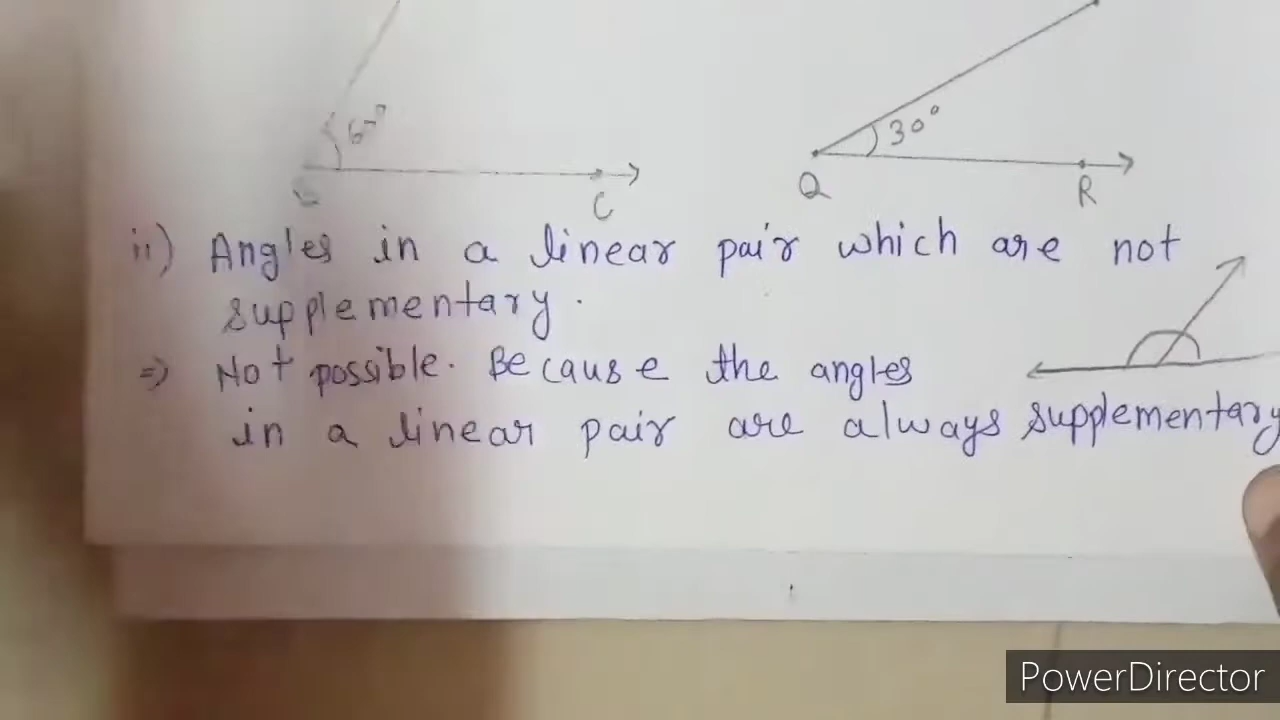 60°
30°
C
Q
R
ii) Angles in a linear pair which are not
supplementary.
⇒ Not possible. Because the angles
in a linear pair are always supplementary
PowerDirector